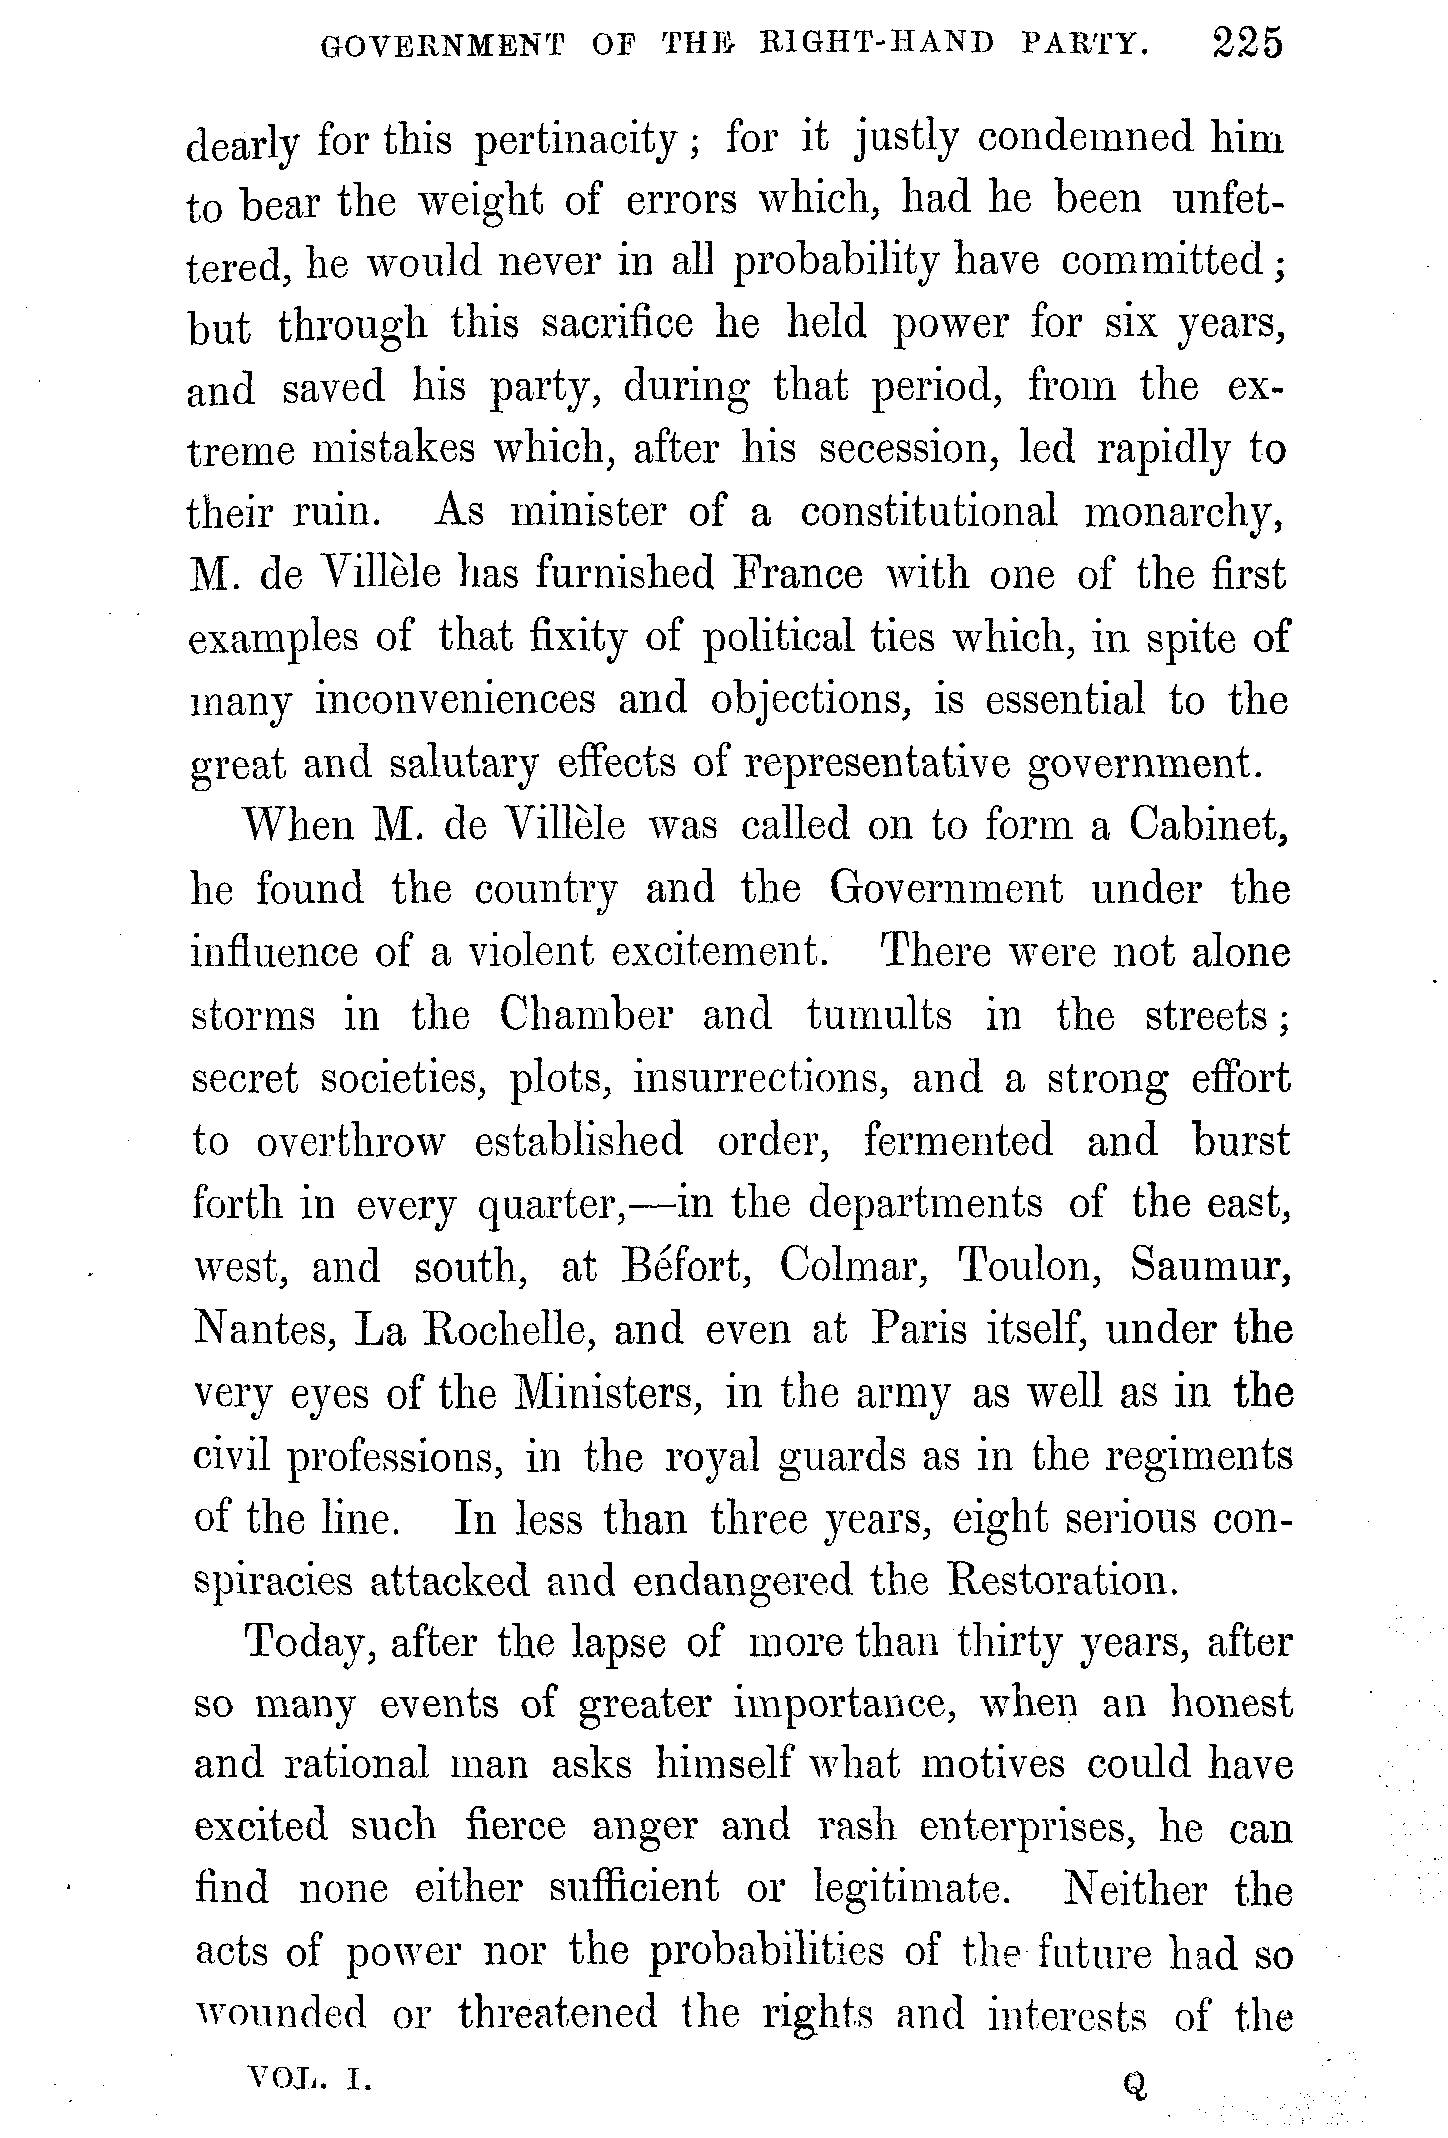 GOVERNMENT OF THE RIGHT-HAND PARTY. 225
dearly for this pertinacity; for it justly condemned him
to bear the weight of errors which, had he been unfet-
tered, he would never in all probability have committed;
but through this sacrifice he held power for six years,
and saved his party, during that period, from the ex-
treme mistakes which, after his secession, led rapidly to
their ruin. As minister of a constitutional monarchy,
M. de Villèle has furnished France with one of the first
examples of that fixity of political ties which, in spite of
many inconveniences and objections, is essential to the
great and salutary effects of representative government.
When M. de Villèle was called on to form a Cabinet,
he found the country and the Government under the
influence of a violent excitement. There were not alone
storms in the Chamber and tumults in the streets;
secret societies, plots, insurrections, and a strong effort
to overthrow established order, fermented and burst
forth in every quarter,—in the departments of the east,
west, and south, at Béfort, Colmar, Toulon, Saumur,
Nantes, La Rochelle, and even at Paris itself, under the
very eyes of the Ministers, in the army as well as in the
civil professions, in the royal guards as in the regiments
of the line. In less than three years, eight serious con-
spiracies attacked and endangered the Restoration.
Today, after the lapse of more than thirty years, after
so many events of greater importance, when an honest
and rational man asks himself what motives could have
excited such fierce anger and rash enterprises, he can
find none either sufficient or legitimate. Neither the
acts of power nor the probabilities of the future had so
wounded or threatened the rights and interests of the
VOL. I. Q